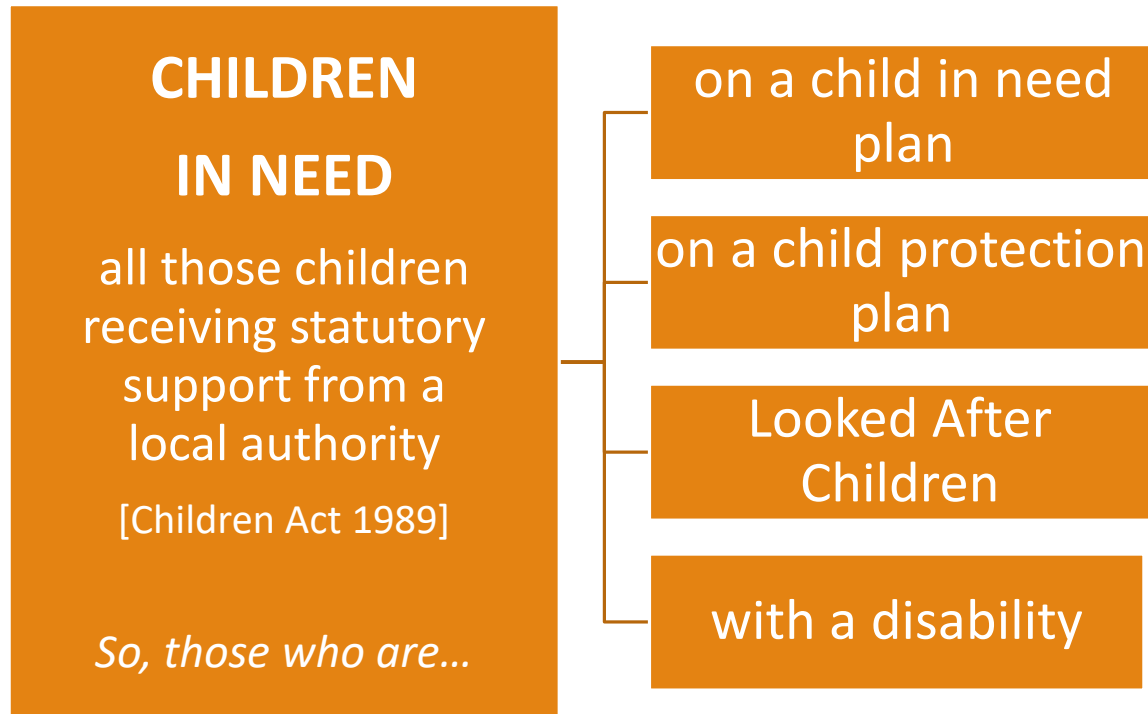 CHILDREN
IN NEED
all those children
receiving statutory
support from a
local authority
[Children Act 1989]
So, those who are…
on a child in need
plan
on a child protection
plan
Looked After
Children
with a disability